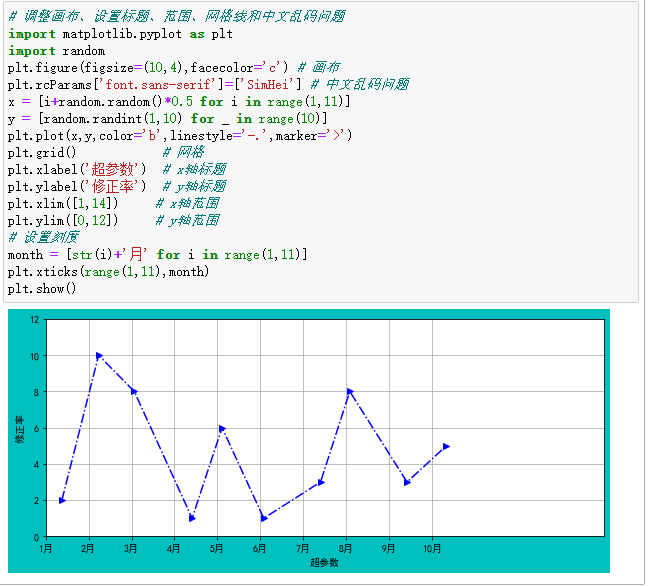 # 调整画布、设置标题、范围、网格线和中文乱码问题
import matplotlib.pyplot as plt
import random
plt.figure(figsize=(10,4),facecolor='c') # 画布
plt.rcParams['font.sans-serif']=['SimHei'] # 中文乱码问题
x = [i+random.random()*0.5 for i in range(1,11)]
y = [random.randint(1,10) for _ in range(10)]
plt.plot(x,y,color='b',linestyle='-.',marker='>')
plt.grid() # 网格
plt.xlabel('超参数') # x轴标题
plt.ylabel('修正率') # y轴标题
plt.xlim([1,14]) # x轴范围
plt.ylim([0,12]) # y轴范围
# 设置刻度
month = [str(i)+'月' for i in range(1,11)]
plt.xticks(range(1,11),month)
plt.show()
12
10
8
6
4
2
0
修正率
1月 2月 3月 4月 5月 6月 7月 8月 9月 10月
超参数